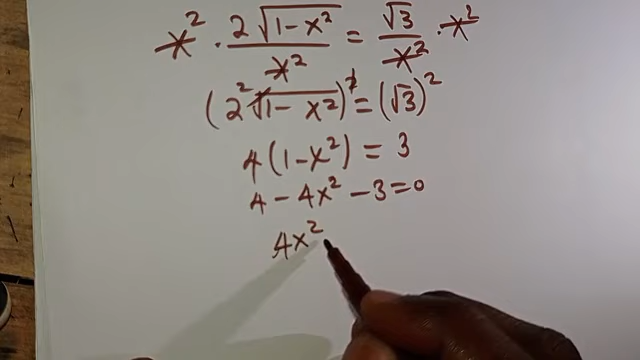 x² · 2√(1-x²)/x² = √3/x² · x²
(2²√(1-x²))² = (√3)²
4(1-x²) = 3
4 - 4x² - 3 = 0
4x²